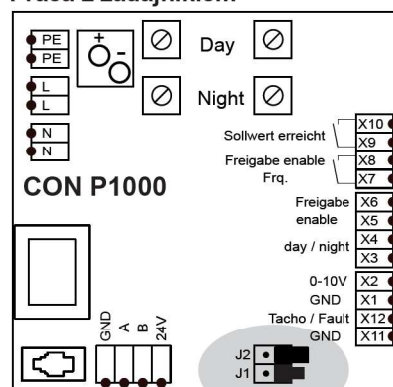 PE
PE
+
-
Day
L
L
Night
N
N
CON P1000
Sollwert erreicht
X10
X9
Freigabe enable
Frq.
X8
X7
Freigabe
enable
X6
X5
day / night
X4
X3
0-10V X2
GND X1
Tacho / Fault X12
GND X11
GND
A
B
24V
J2
J1